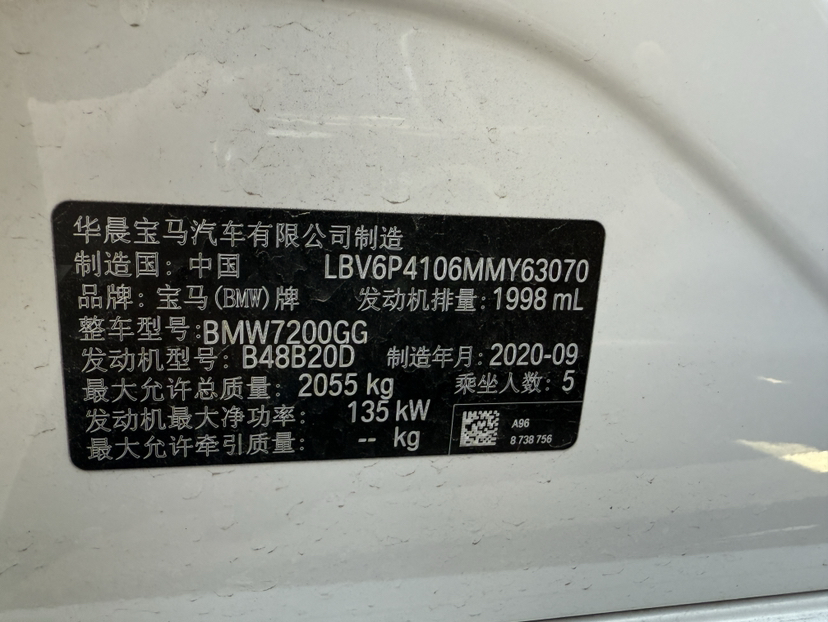 华晨宝马汽车有限公司制造
制造国：中国 LBV6P4106MMY63070
品牌：宝马(BMW)牌 发动机排量：1998 mL
整车型号：BMW7200GG
发动机型号：B48B20D 制造年月：2020-09
最大允许总质量：2055 kg 乘坐人数：5
发动机最大净功率：135 kW
最大允许牵引质量：-- kg
A96
8 738 756